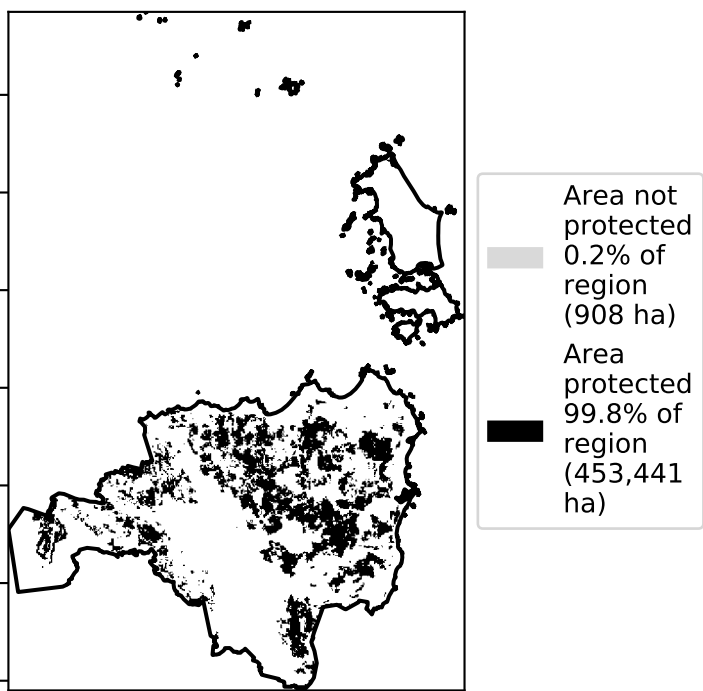 Area not
protected
0.2% of
region
(908 ha)
Area
protected
99.8% of
region
(453,441
ha)